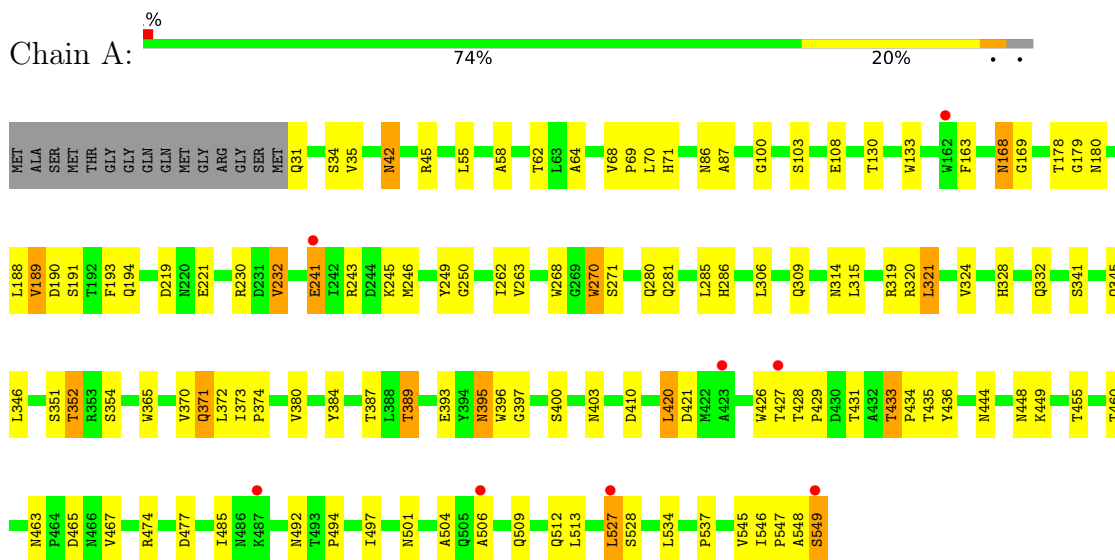 .%
Chain A:
74% 20% • •
MET ALA SER MET THR GLY GLY GLN GLN MET GLY ARG GLY SER MET Q31 S34 V35 N42 R45 L55 A58 T62 L63 A64 V68 P69 L70 H71 N86 A87 G100 S103 E108 T130 W133 W162 F163 N168 G169 T178 G179 N180
L188 V189 D190 S191 T192 F193 Q194 D219 N220 E221 R230 D231 V232 E241 I242 R243 D244 K245 M246 Y249 G250 I262 V263 W268 G269 W270 S271 Q280 Q281 L285 H286 L306 Q309 N314 L315 R319 R320 L321 V324 H328 Q332 S341
L346 S351 T352 R353 S354 W365 V370 Q371 L372 I373 P374 V380 Y384 T387 L388 T389 E393 Y394 N395 W396 G397 S400 N403 D410 L420 D421 M422 A423 W426 T427 T428 P429 D430 T431 A432 T433 P434 T435 Y436 N444 N448 K449 T455
N463 P464 D465 N466 V467 R474 D477 I485 N486 K487 N492 T493 P494 I497 N501 A504 Q505 A506 Q509 Q512 L513 L527 S528 L534 P537 V545 I546 P547 A548 S549